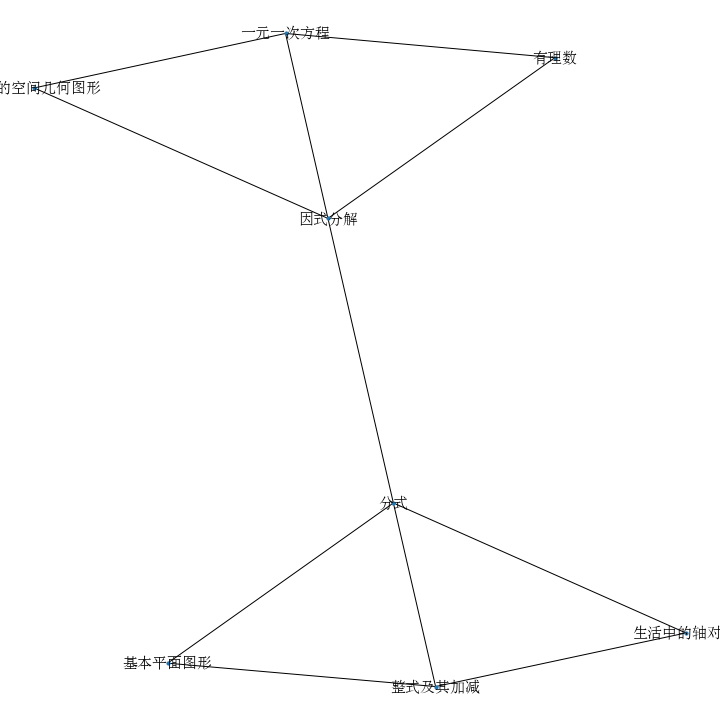 一元一次方程
有理数
的空间几何图形
因式分解
分式
生活中的轴对
基本平面图形
整式及其加减